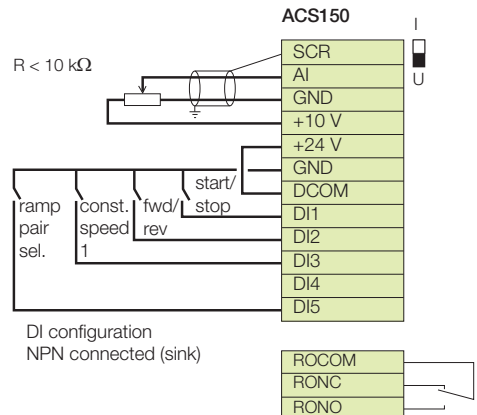 ACS150
I
U
R < 10 kΩ
SCR
AI
GND
+10 V
+24 V
GND
DCOM
DI1
DI2
DI3
DI4
DI5
start/
stop
fwd/
rev
const.
speed
1
ramp
pair
sel.
DI configuration
NPN connected (sink)
ROCOM
RONC
RONO